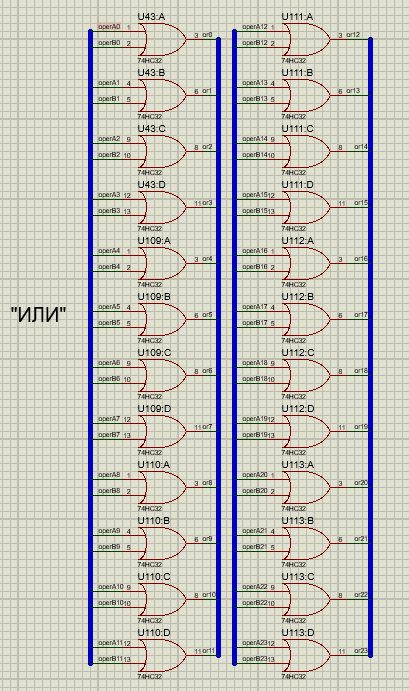 U43:A
operA0 1
operB0 2
3 or0
74HC32
U43:B
operA1 4
operB1 5
6 or1
74HC32
U43:C
operA2 9
operB2 10
8 or2
74HC32
U43:D
operA3 12
operB3 13
11 or3
74HC32
U109:A
operA4 1
operB4 2
3 or4
74HC32
"ИЛИ"
U109:B
operA5 4
operB5 5
6 or5
74HC32
U109:C
operA6 9
operB6 10
8 or6
74HC32
U109:D
operA7 12
operB7 13
11 or7
74HC32
U110:A
operA8 1
operB8 2
3 or8
74HC32
U110:B
operA9 4
operB9 5
6 or9
74HC32
U110:C
operA10 9
operB10 10
8 or10
74HC32
U110:D
operA11 12
operB11 13
11 or11
74HC32
U111:A
operA12 1
operB12 2
3 or12
74HC32
U111:B
operA13 4
operB13 5
6 or13
74HC32
U111:C
operA14 9
operB14 10
8 or14
74HC32
U111:D
operA15 12
operB15 13
11 or15
74HC32
U112:A
operA16 1
operB16 2
3 or16
74HC32
U112:B
operA17 4
operB17 5
6 or17
74HC32
U112:C
operA18 9
operB18 10
8 or18
74HC32
U112:D
operA19 12
operB19 13
11 or19
74HC32
U113:A
operA20 1
operB20 2
3 or20
74HC32
U113:B
operA21 4
operB21 5
6 or21
74HC32
U113:C
operA22 9
operB22 10
8 or22
74HC32
U113:D
operA23 12
operB23 13
11 or23
74HC32